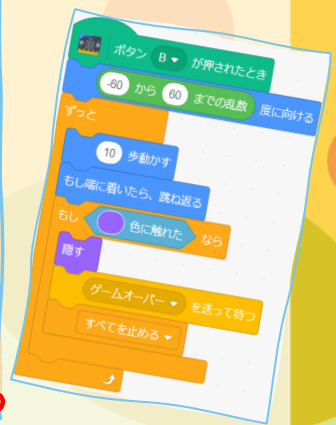 ボタン B が押されたとき
-60 から 60 までの乱数 度に向ける
ずっと
10 歩動かす
もし端に着いたら、跳ね返る
もし 色に触れた なら
隠す
ゲームオーバー を送って待つ
すべてを止める